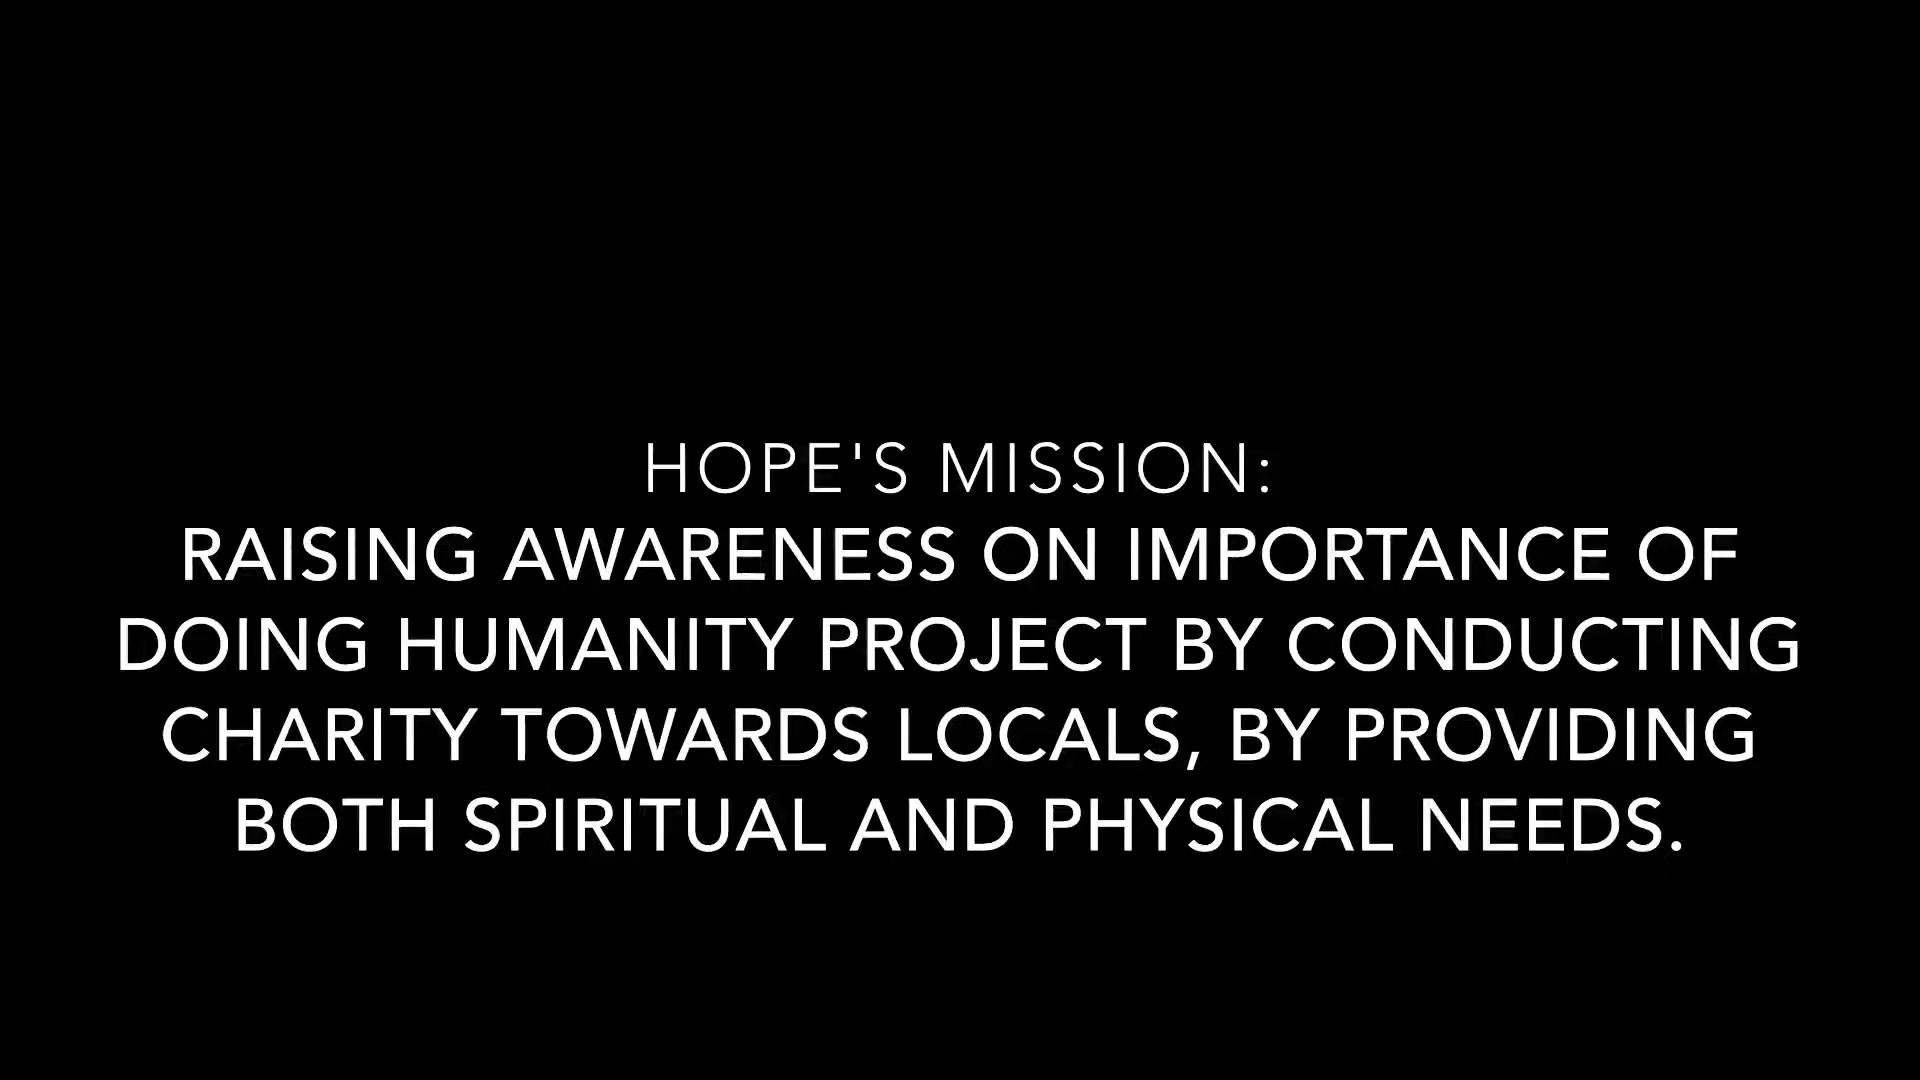 HOPE'S MISSION:
RAISING AWARENESS ON IMPORTANCE OF
DOING HUMANITY PROJECT BY CONDUCTING
CHARITY TOWARDS LOCALS, BY PROVIDING
BOTH SPIRITUAL AND PHYSICAL NEEDS.